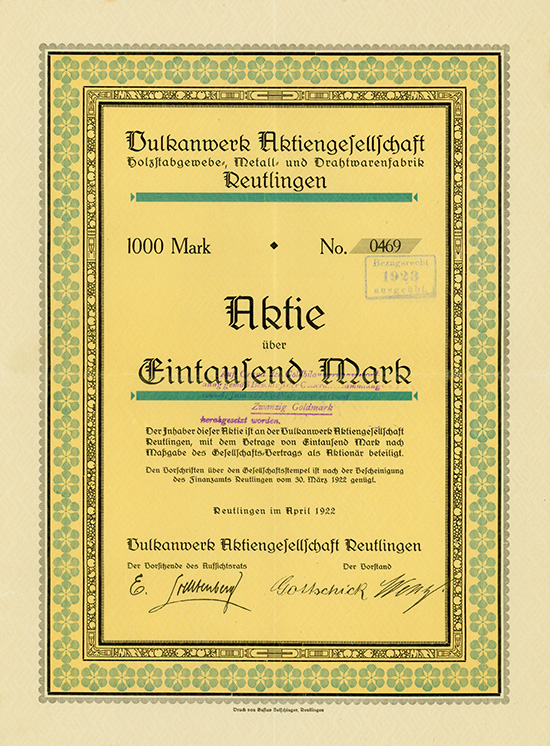 Vulkanwerk Aktiengesellschaft
Holzstabgewebe-, Metall- und Drahtwarenfabrik
Reutlingen
1000 Mark ◆ No. 0469
Bezugsrecht
1923
ausgeübt
Aktie
über
Eintausend Mark
Zwanzig Goldmark
herabgesetzt worden.
Der Inhaber dieser Aktie ist an der Vulkanwerk Aktiengesellschaft
Reutlingen, mit dem Betrage von Eintausend Mark nach
Maßgabe des Gesellschafts-Vertrags als Aktionär beteiligt.
Den Vorschriften über den Gesellschaftsstempel ist nach der Bescheinigung
des Finanzamts Reutlingen vom 30. März 1922 genügt.
Reutlingen im April 1922
Vulkanwerk Aktiengesellschaft Reutlingen
Der Vorsitzende des Aufsichtsrats Der Vorstand
E. Gottschick
Druck von Reutlingen